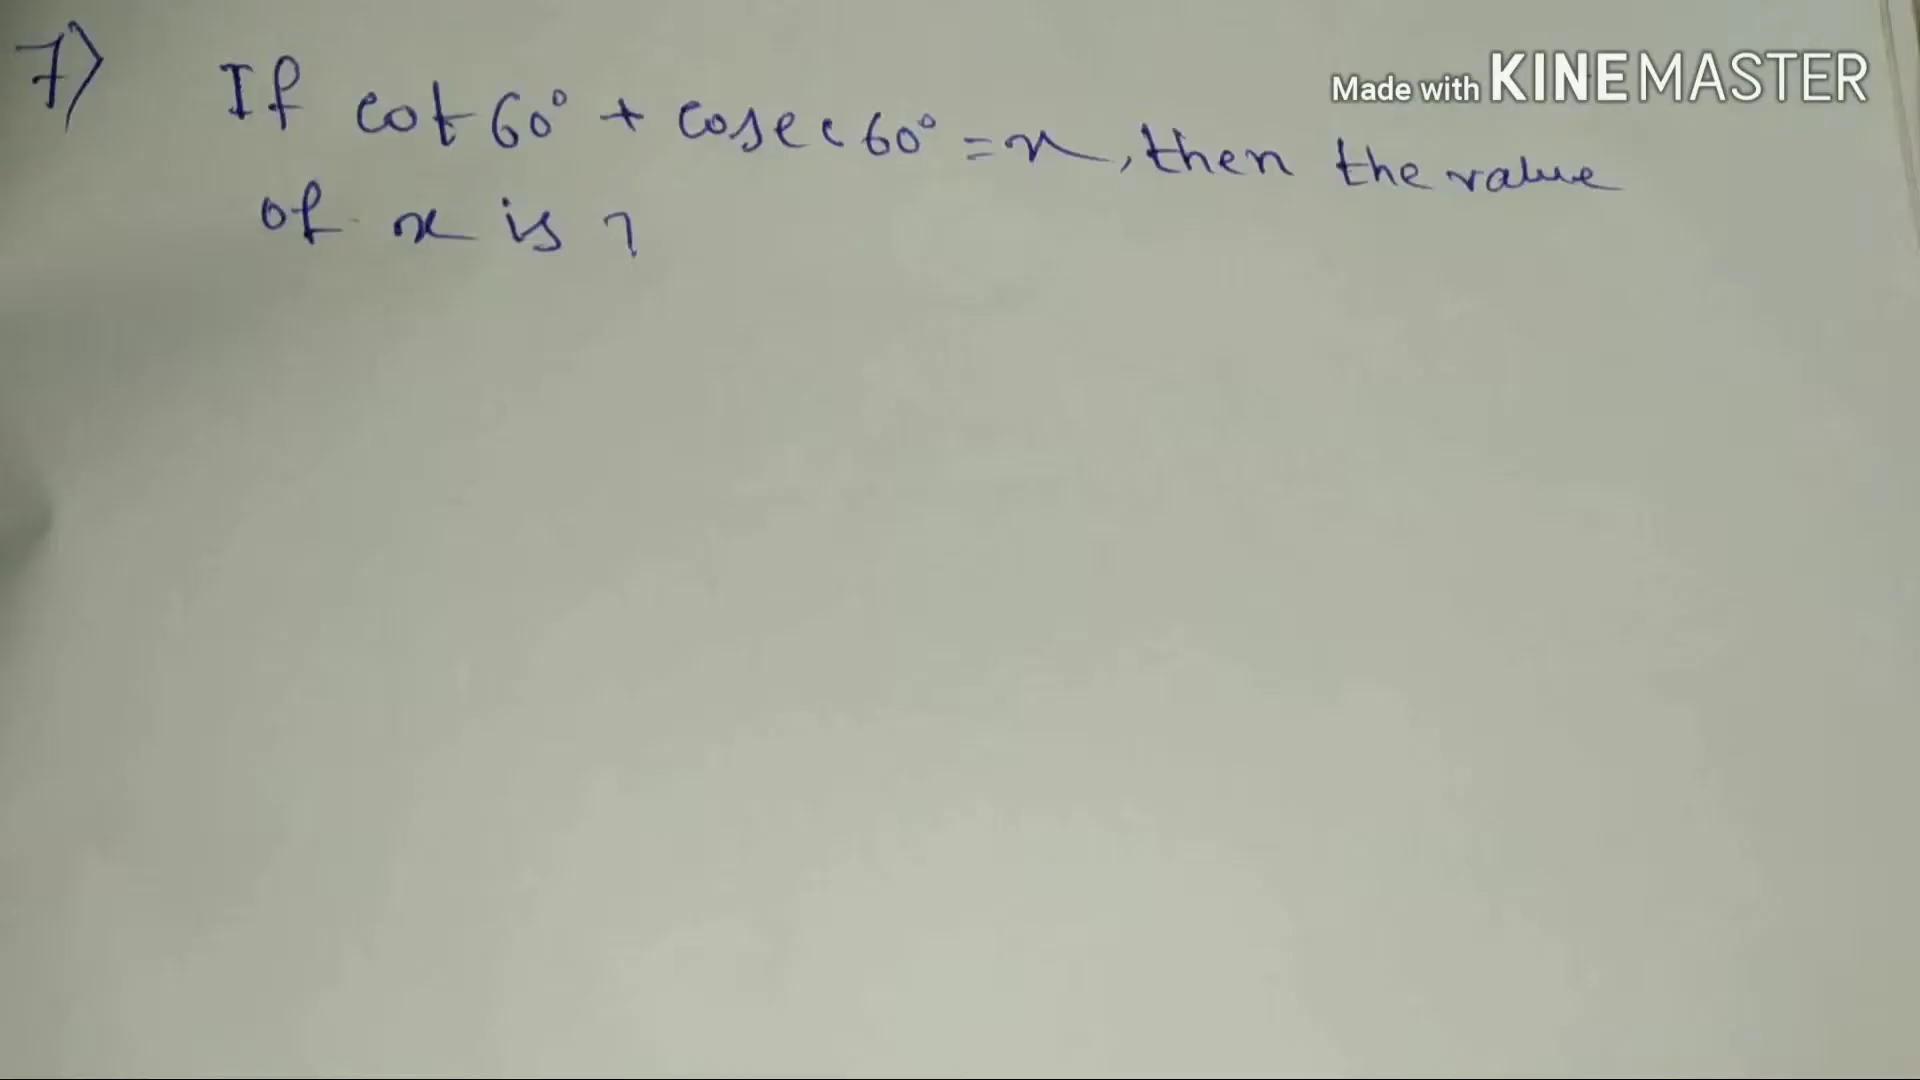 7)
If cot 60° + cosec 60° = x, then the value
of x is ?
Made with KINEMASTER